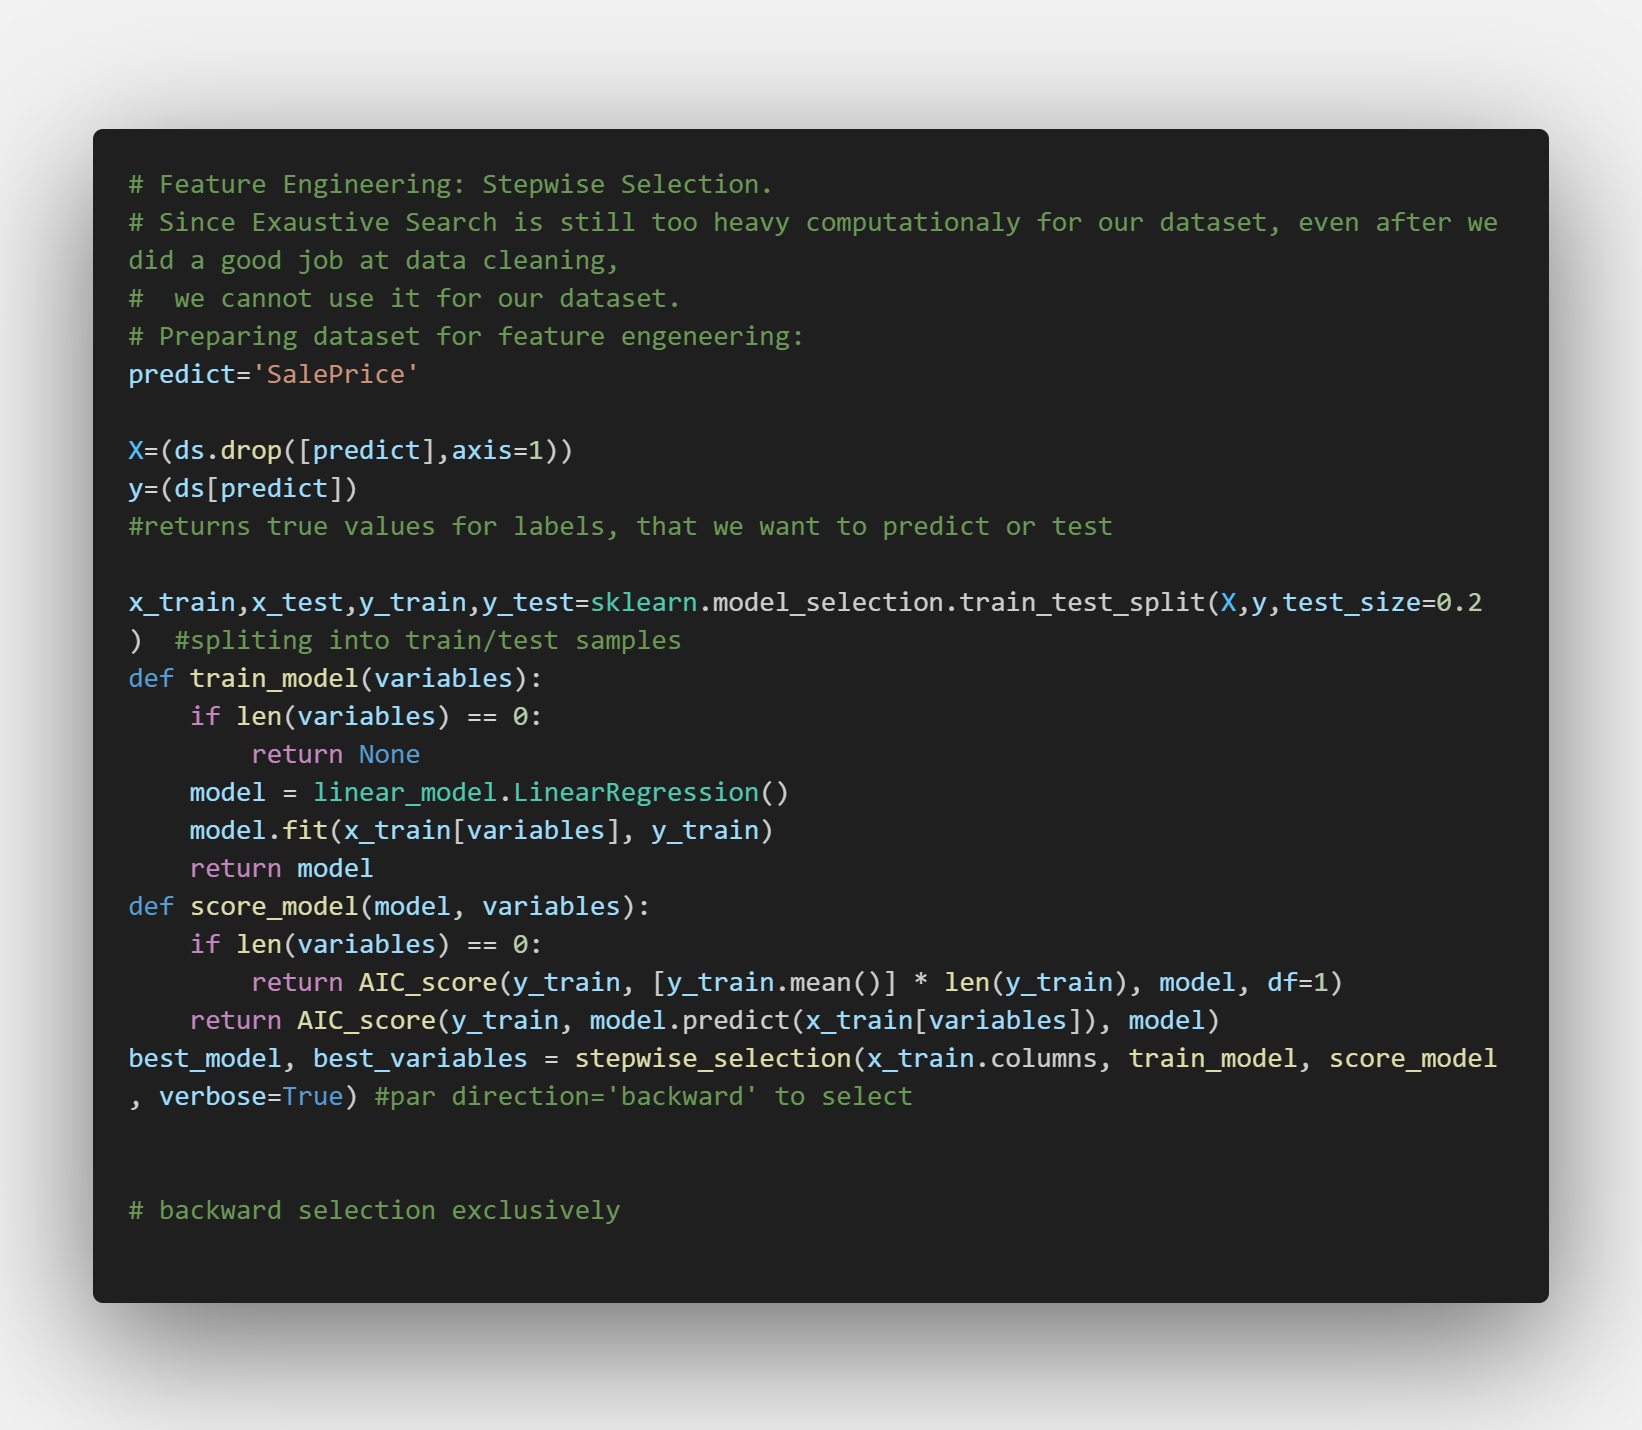 # Feature Engineering: Stepwise Selection.
# Since Exaustive Search is still too heavy computationaly for our dataset, even after we
did a good job at data cleaning,
#  we cannot use it for our dataset.
# Preparing dataset for feature engeneering:
predict='SalePrice'

X=(ds.drop([predict],axis=1))
y=(ds[predict])
#returns true values for labels, that we want to predict or test

x_train,x_test,y_train,y_test=sklearn.model_selection.train_test_split(X,y,test_size=0.2
)  #spliting into train/test samples
def train_model(variables):
    if len(variables) == 0:
        return None
    model = linear_model.LinearRegression()
    model.fit(x_train[variables], y_train)
    return model
def score_model(model, variables):
    if len(variables) == 0:
        return AIC_score(y_train, [y_train.mean()] * len(y_train), model, df=1)
    return AIC_score(y_train, model.predict(x_train[variables]), model)
best_model, best_variables = stepwise_selection(x_train.columns, train_model, score_model
, verbose=True) #par direction='backward' to select


# backward selection exclusively